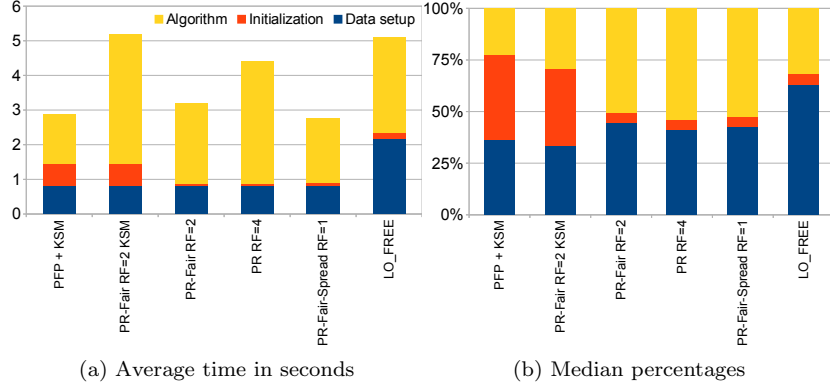 Algorithm Initialization Data setup
6
5
4
3
2
1
0
PFP + KSM
PR-Fair RF=2 KSM
PR-Fair RF=2
PR RF=4
PR-Fair-Spread RF=1
LO_FREE
(a) Average time in seconds
100%
75%
50%
25%
0%
PFP + KSM
PR-Fair RF=2 KSM
PR-Fair RF=2
PR RF=4
PR-Fair-Spread RF=1
LO_FREE
(b) Median percentages